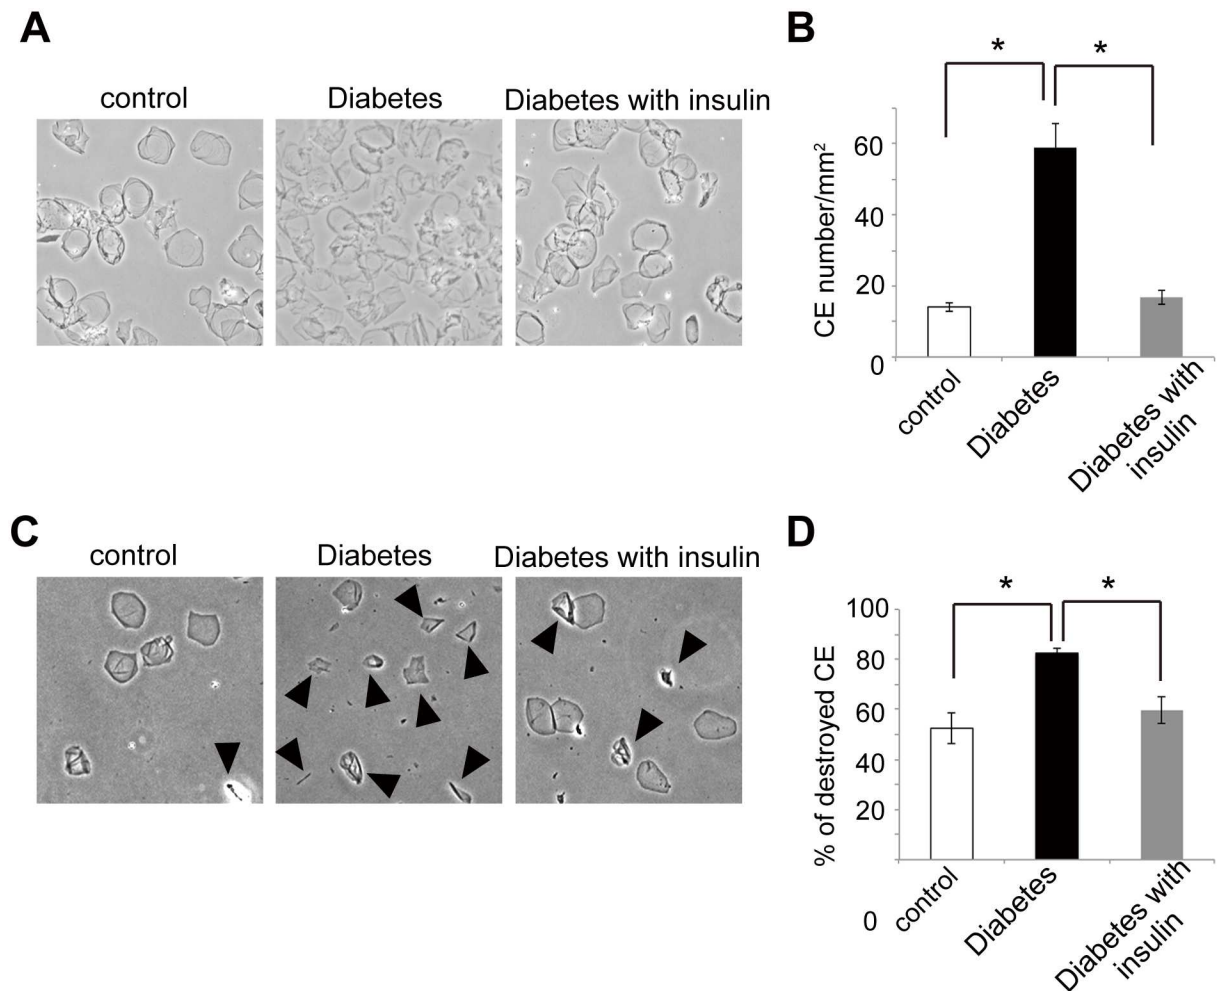 A
control
Diabetes
Diabetes with insulin
B
*
*
CE number/mm²
60
40
20
0
control
Diabetes
Diabetes with
insulin
C
control
Diabetes
Diabetes with insulin
D
*
*
% of destroyed CE
100
80
60
40
20
0
control
Diabetes
Diabetes with
insulin